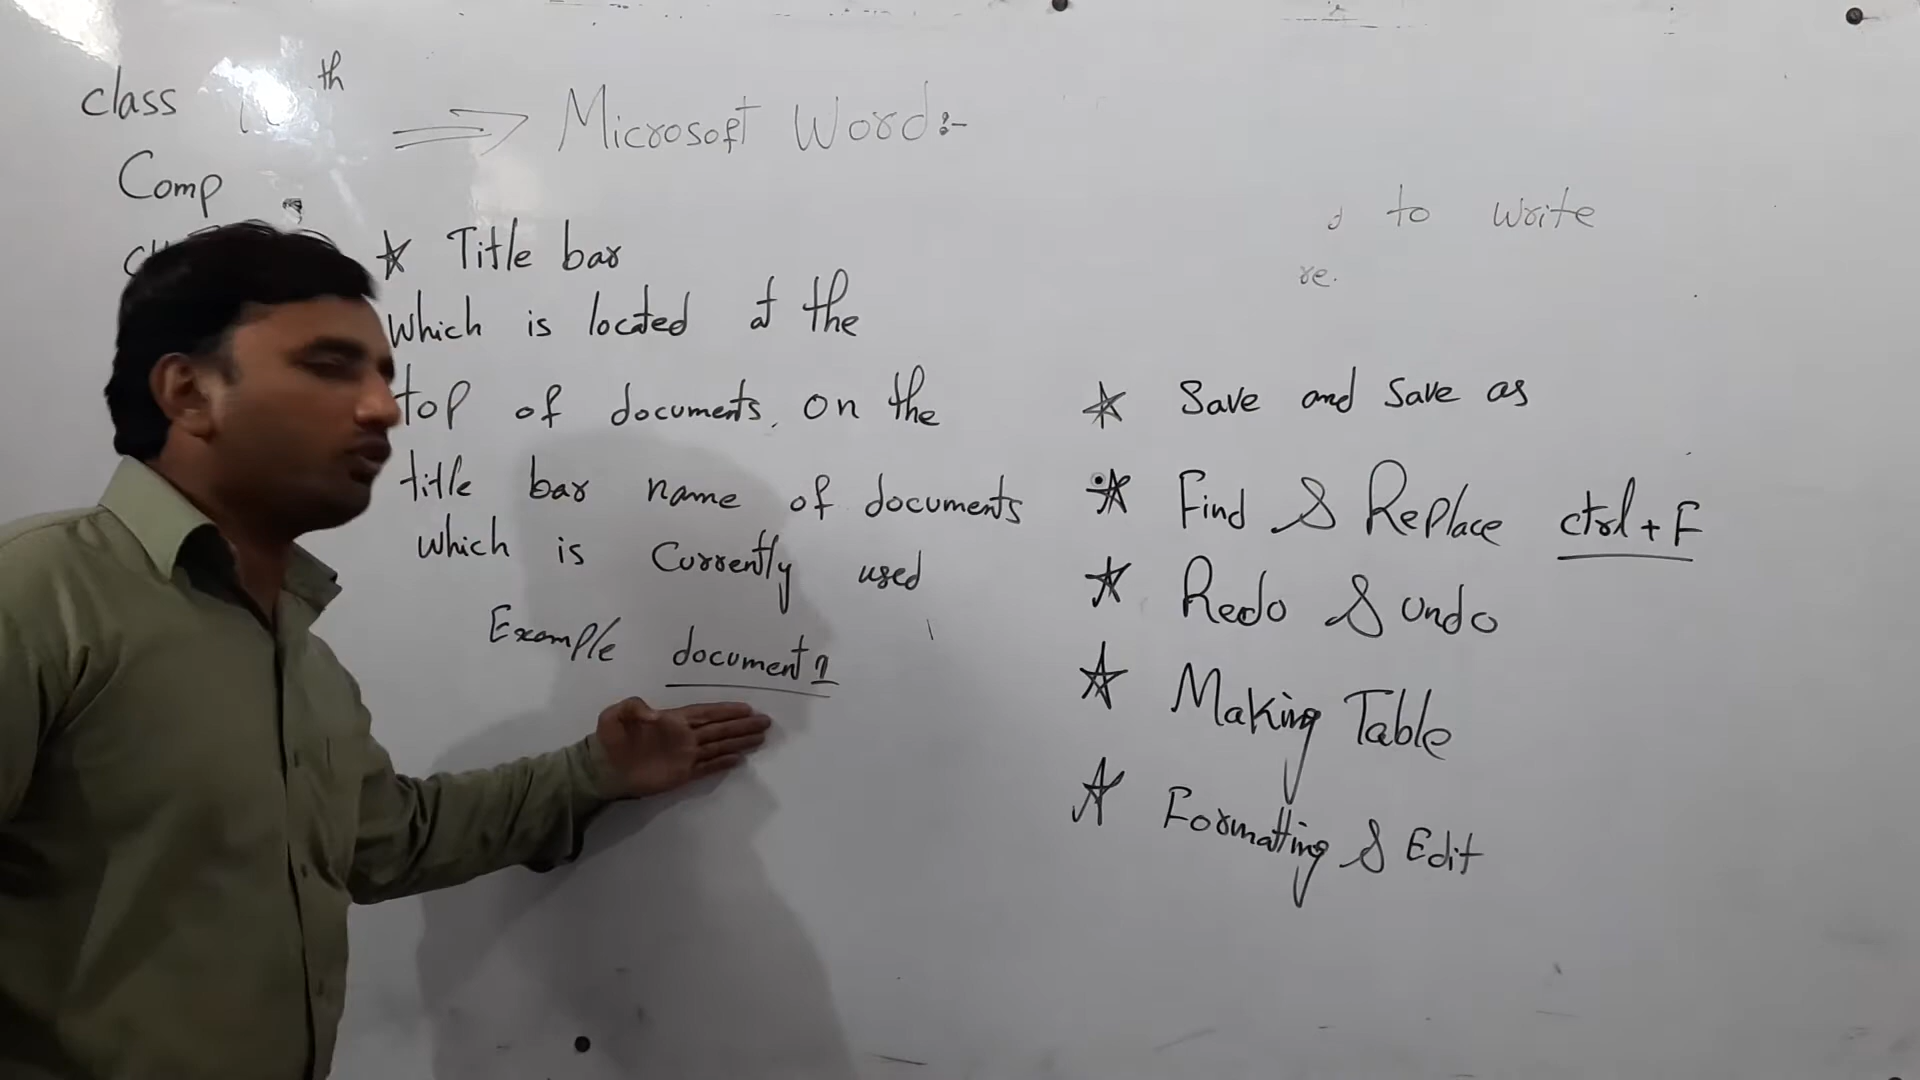 class th
Comp
⇒ Microsoft Word:-
to write
re.
★ Title bar
Which is located at the
top of documents, on the
title bar name of documents
which is Currently used
Example document 1
★ Save and Save as
★ Find & RePlace ctrl + F
★ Redo & undo
★ Making Table
★ Formatting & Edit